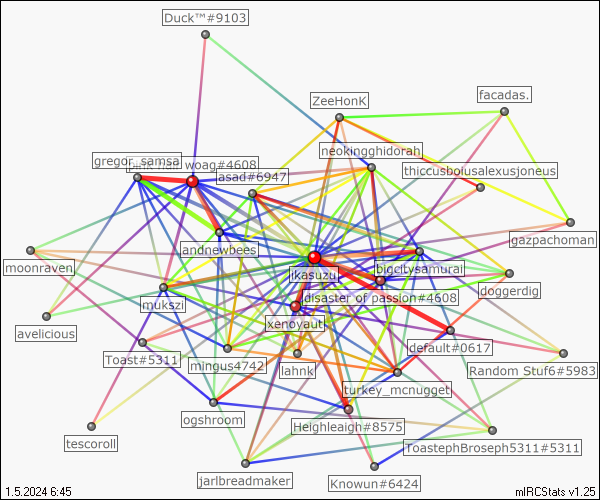 Duck™#9103
ZeeHonK
facadas.
neokingghidorah
gregor_samsa
woag#4608
asad#6947
thiccusboiusalexusjoneus
gazpachoman
landnewbees
moonraven
ikasuzu
bigcitysamurai
doggerdig
mukszi
disaster of passion#4608
avelicious
xenoyaut
default#0617
Toast#5311
mingus4742
lahnk
Random Stuf6#5983
turkey_mcnugget
ogshroom
Heighleaigh#8575
tescoroll
ToastephBroseph5311#5311
jarlbreadmaker
Knowun#6424
1.5.2024 6:45
mIRCStats v1.25